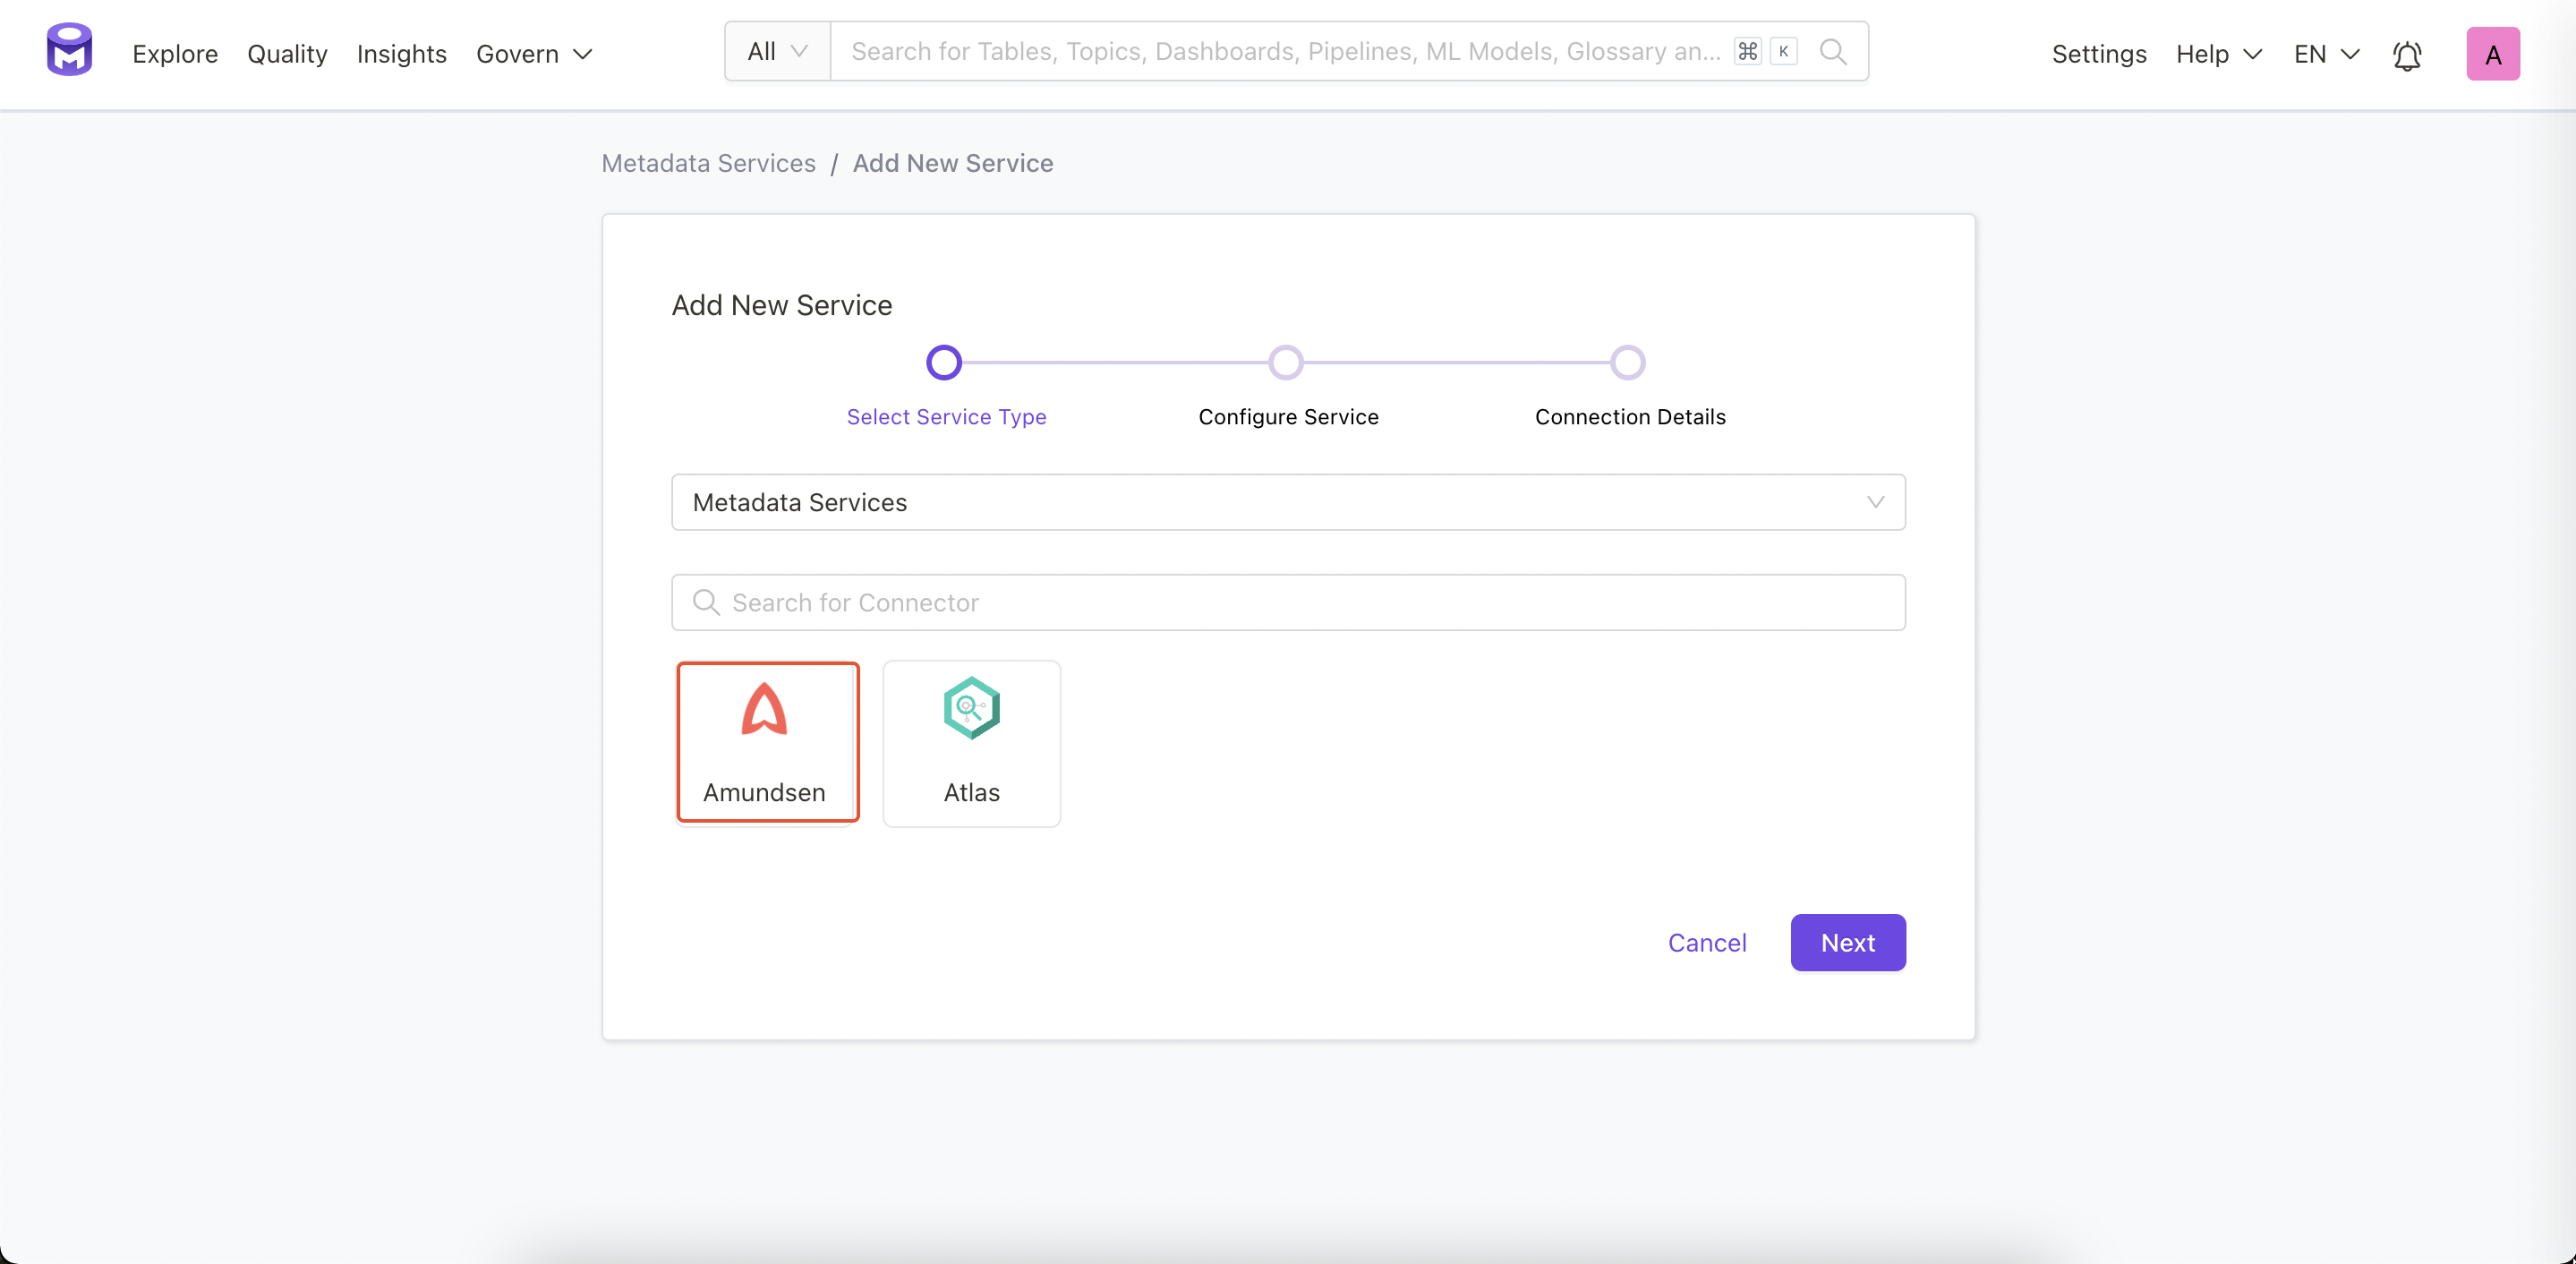 Explore Quality Insights Govern All Search for Tables, Topics, Dashboards, Pipelines, ML Models, Glossary an... ⌘ K Settings Help EN A
Metadata Services / Add New Service
Add New Service
Select Service Type Configure Service Connection Details
Metadata Services
Search for Connector
Amundsen Atlas
Cancel Next